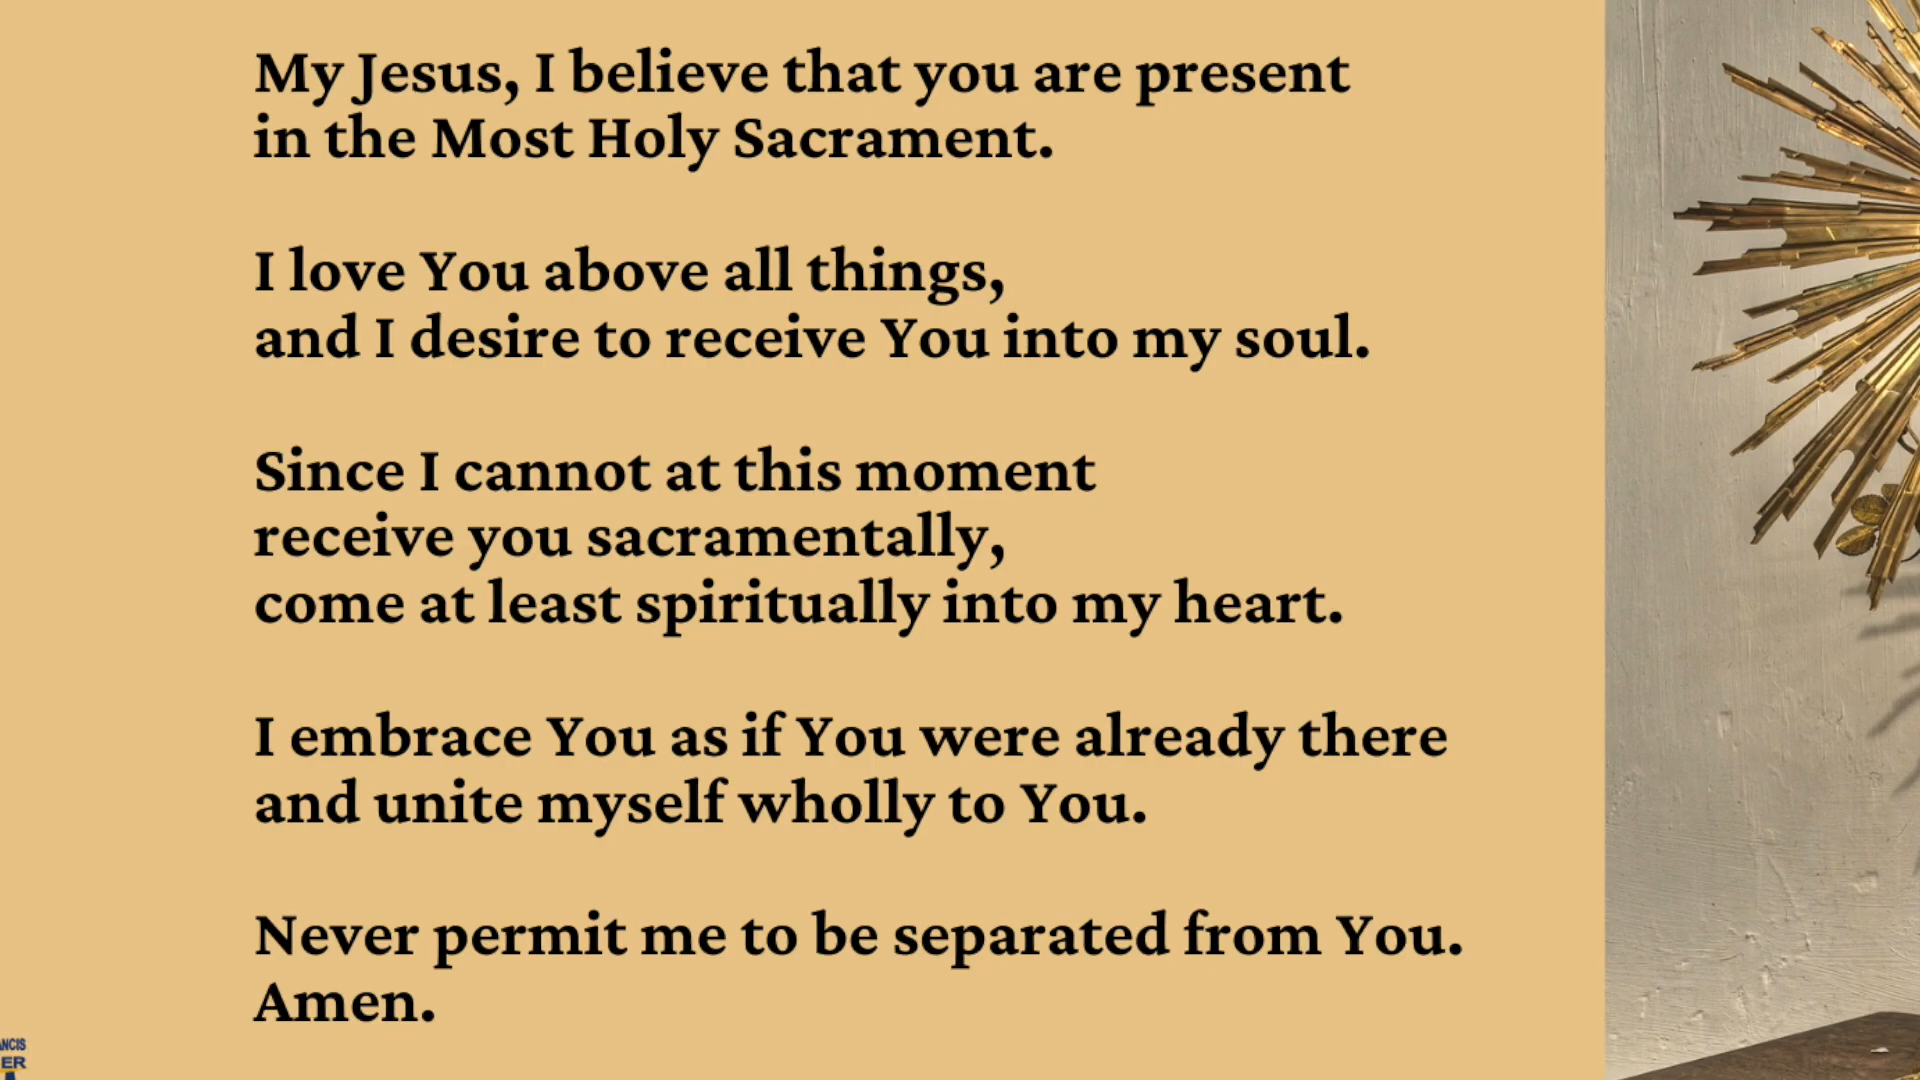 My Jesus, I believe that you are present
in the Most Holy Sacrament.
I love You above all things,
and I desire to receive You into my soul.
Since I cannot at this moment
receive you sacramentally,
come at least spiritually into my heart.
I embrace You as if You were already there
and unite myself wholly to You.
Never permit me to be separated from You.
Amen.